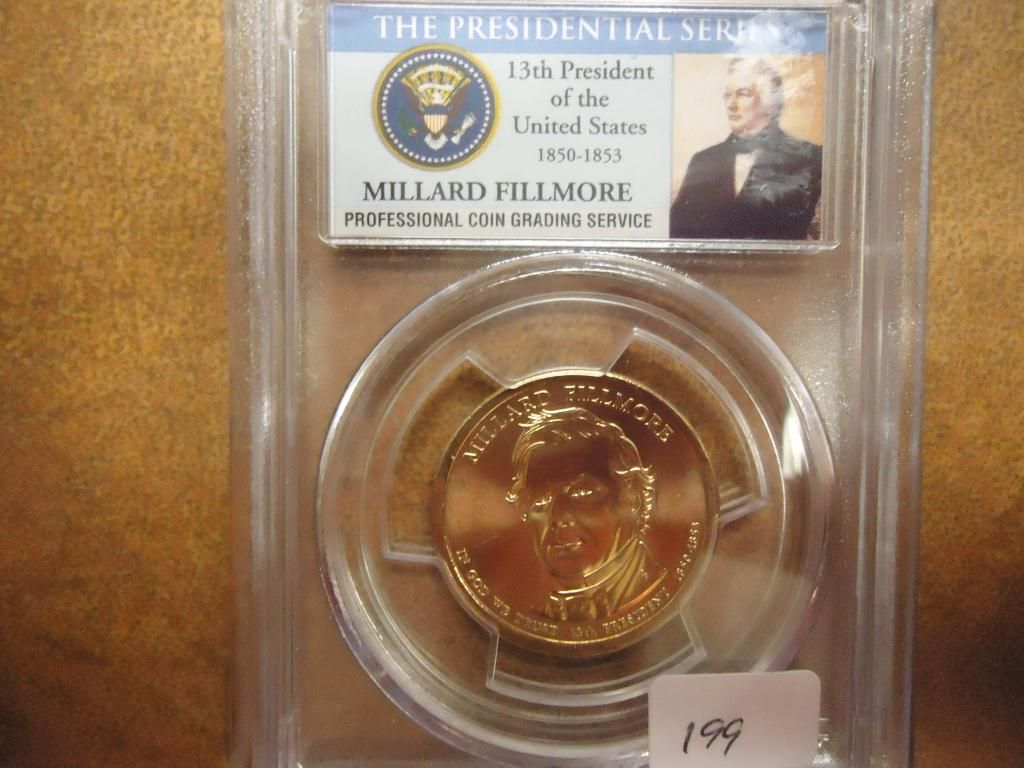 THE PRESIDENTIAL SERIES
13th President
of the
United States
1850-1853
MILLARD FILLMORE
PROFESSIONAL COIN GRADING SERVICE
MILLARD FILLMORE
IN GOD WE TRUST 13th PRESIDENT 1850-1853
199